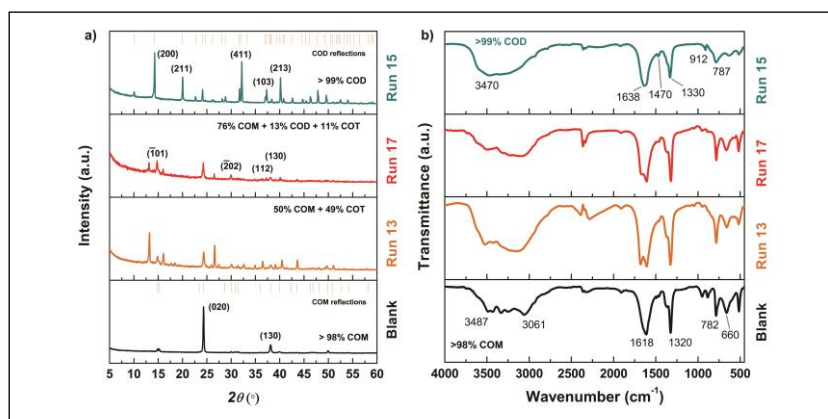 a)
COD reflections
(200)
(411)
(211)
(103)
(213)
> 99% COD
Run 15
76% COM + 13% COD + 11% COT
(1̅01)
(2̅02)
(112)
(130)
Run 17
50% COM + 49% COT
Run 13
COM reflections
(020)
(130)
> 98% COM
Blank
Intensity (a.u.)
5 10 15 20 25 30 35 40 45 50 55 60
2θ (°)
b)
>99% COD
3470
1638
1470
1330
912
787
Run 15
Run 17
Run 13
3487
3061
1618
1320
782
660
>98% COM
Blank
Transmittance (a.u.)
4000 3500 3000 2500 2000 1500 1000 450
Wavenumber (cm⁻¹)